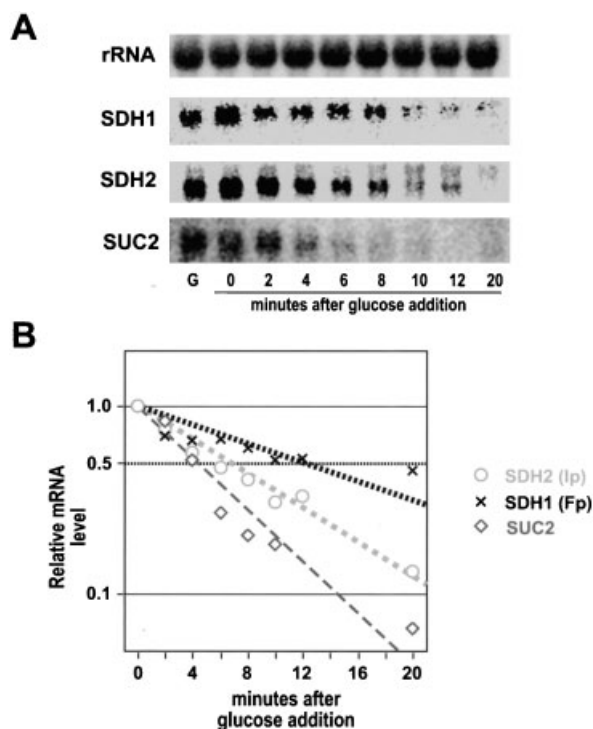 A
rRNA
SDH1
SDH2
SUC2
G 0 2 4 6 8 10 12 20
minutes after glucose addition
B
Relative mRNA
level
1.0
0.5
0.1
0 4 8 12 16 20
minutes after
glucose addition
SDH2 (Ip)
SDH1 (Fp)
SUC2